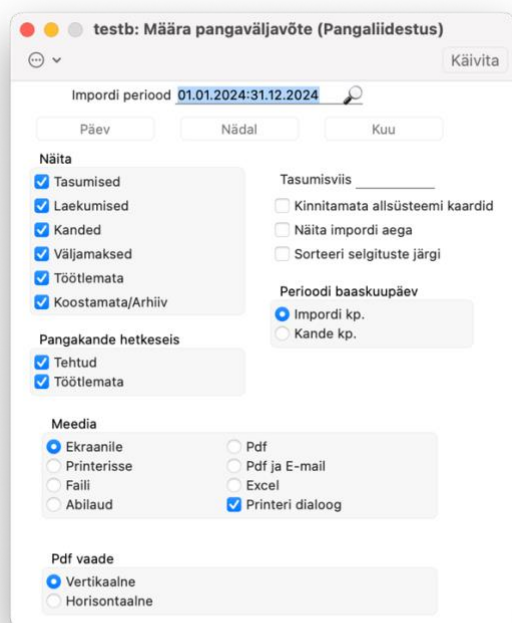 testb: Määra pangaväljavõte (Pangaliidestus)
Käivita
Impordi periood 01.01.2024:31.12.2024
Päev Nädal Kuu
Näita
Tasumised
Laekumised
Kanded
Väljamaksed
Töötlemata
Koostamata/Arhiiv
Tasumisviis
Kinnitamata allsüsteemi kaardid
Näita impordi aega
Sorteeri selgituste järgi
Perioodi baaskuupäev
Impordi kp.
Kande kp.
Pangakande hetkeseis
Tehtud
Töötlemata
Meedia
Ekraanile
Printerisse
Faili
Abilaud
Pdf
Pdf ja E-mail
Excel
Printeri dialoog
Pdf vaade
Vertikaalne
Horisontaalne